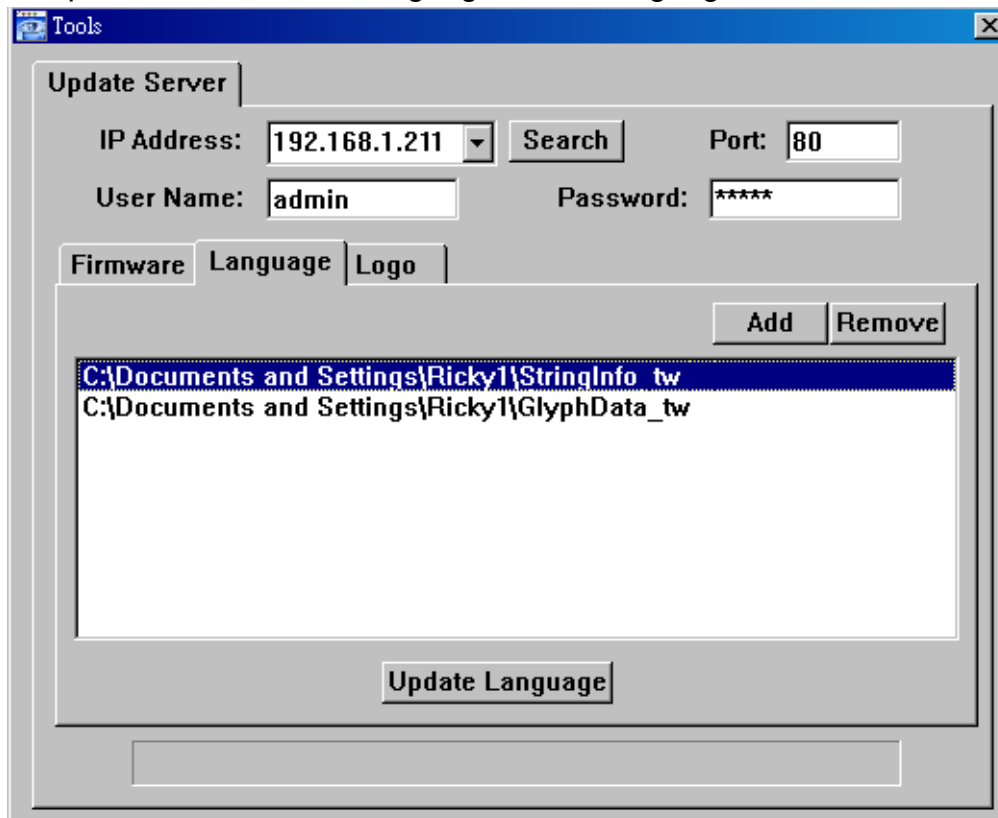 Tools
Update Server
IP Address: 192.168.1.211 Search Port: 80
User Name: admin Password: *****
Firmware Language Logo
Add Remove
C:\Documents and Settings\Ricky1\StringInfo_tw
C:\Documents and Settings\Ricky1\GlyphData_tw
Update Language